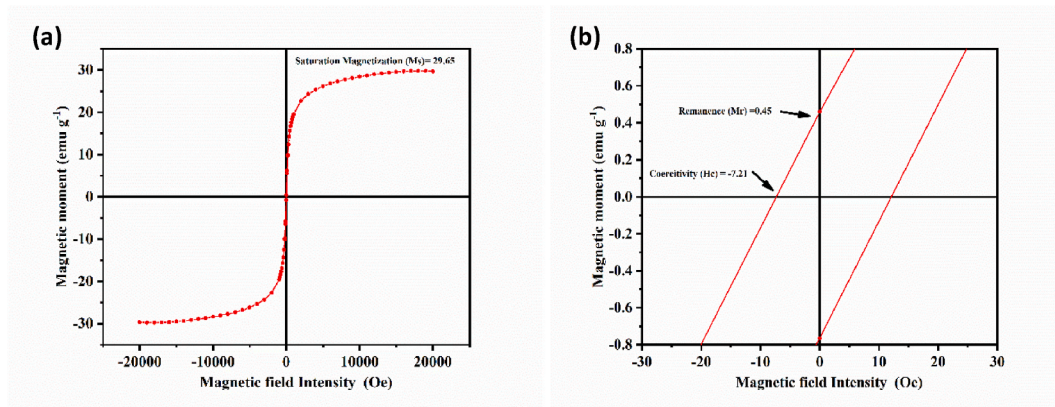 (a)
Saturation Magnetization (Ms)= 29.65
30
20
10
0
-10
-20
-30
-20000 -10000 0 10000 20000
Magnetic field Intensity (Oe)
Magnetic moment (emu g-1)
(b)
Remanence (Mr) =0.45
Coercitivity (Hc) = -7.21
0.8
0.6
0.4
0.2
0.0
-0.2
-0.4
-0.6
-0.8
-30 -20 -10 0 10 20 30
Magnetic field Intensity (Oe)
Magnetic moment (emu g-1)